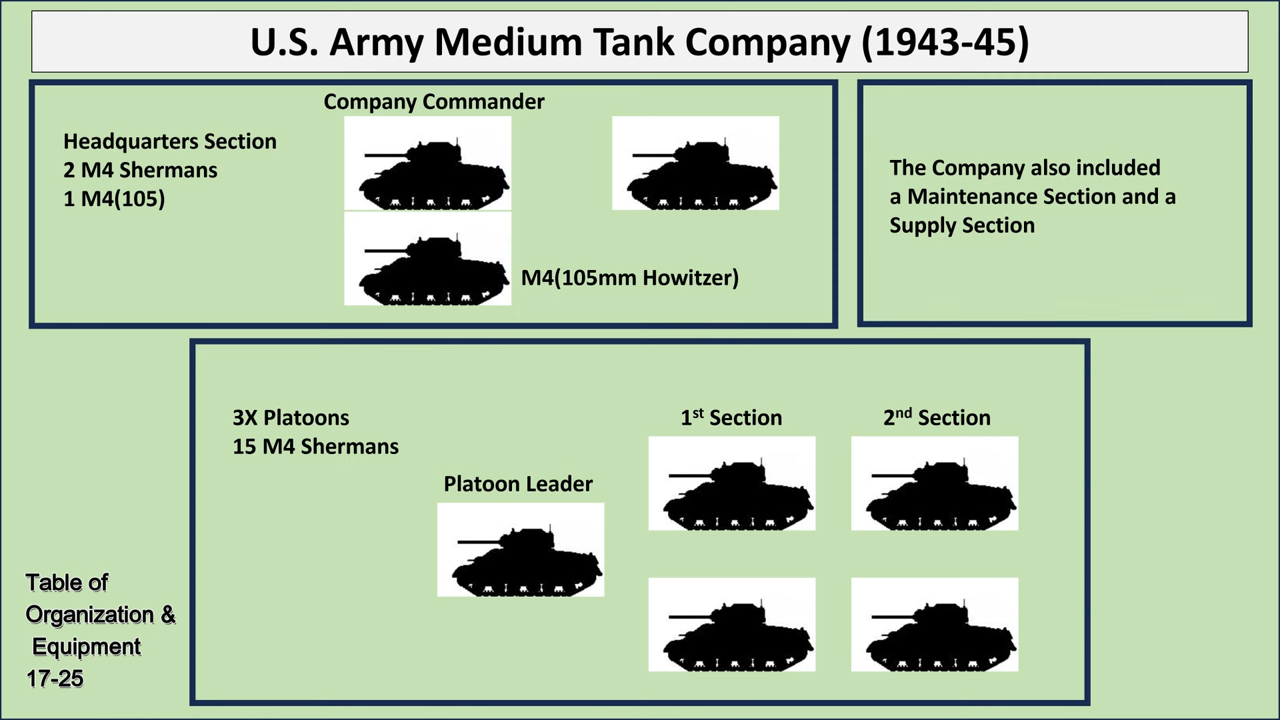 U.S. Army Medium Tank Company (1943-45)
Company Commander
Headquarters Section
2 M4 Shermans
1 M4(105)
M4(105mm Howitzer)
The Company also included
a Maintenance Section and a
Supply Section
3X Platoons
15 M4 Shermans
1st Section
2nd Section
Platoon Leader
Table of
Organization &
Equipment
17-25